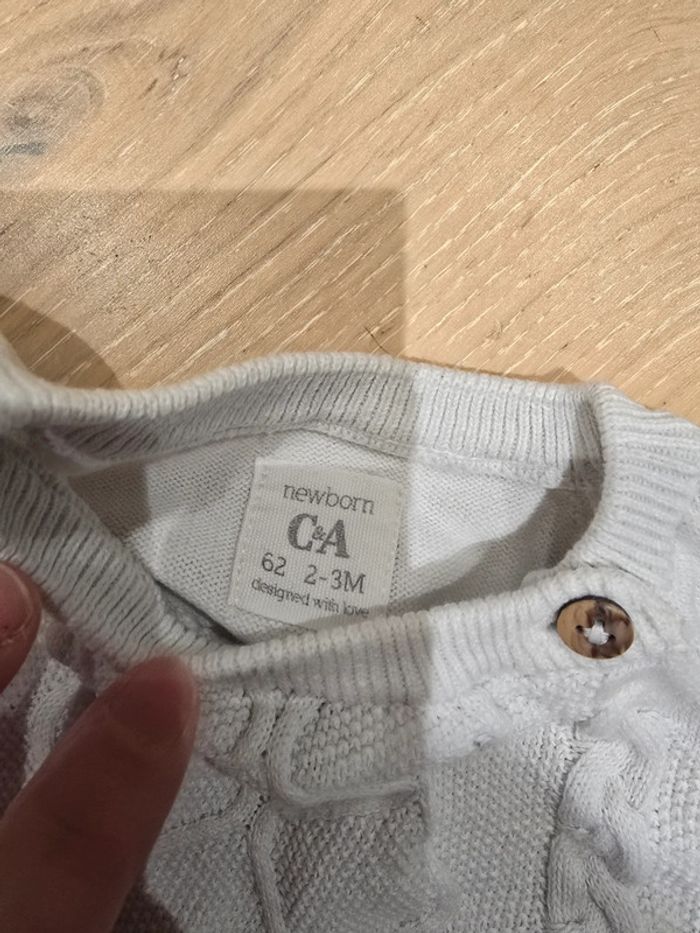 newborn
C&A
62 2-3M
designed with love